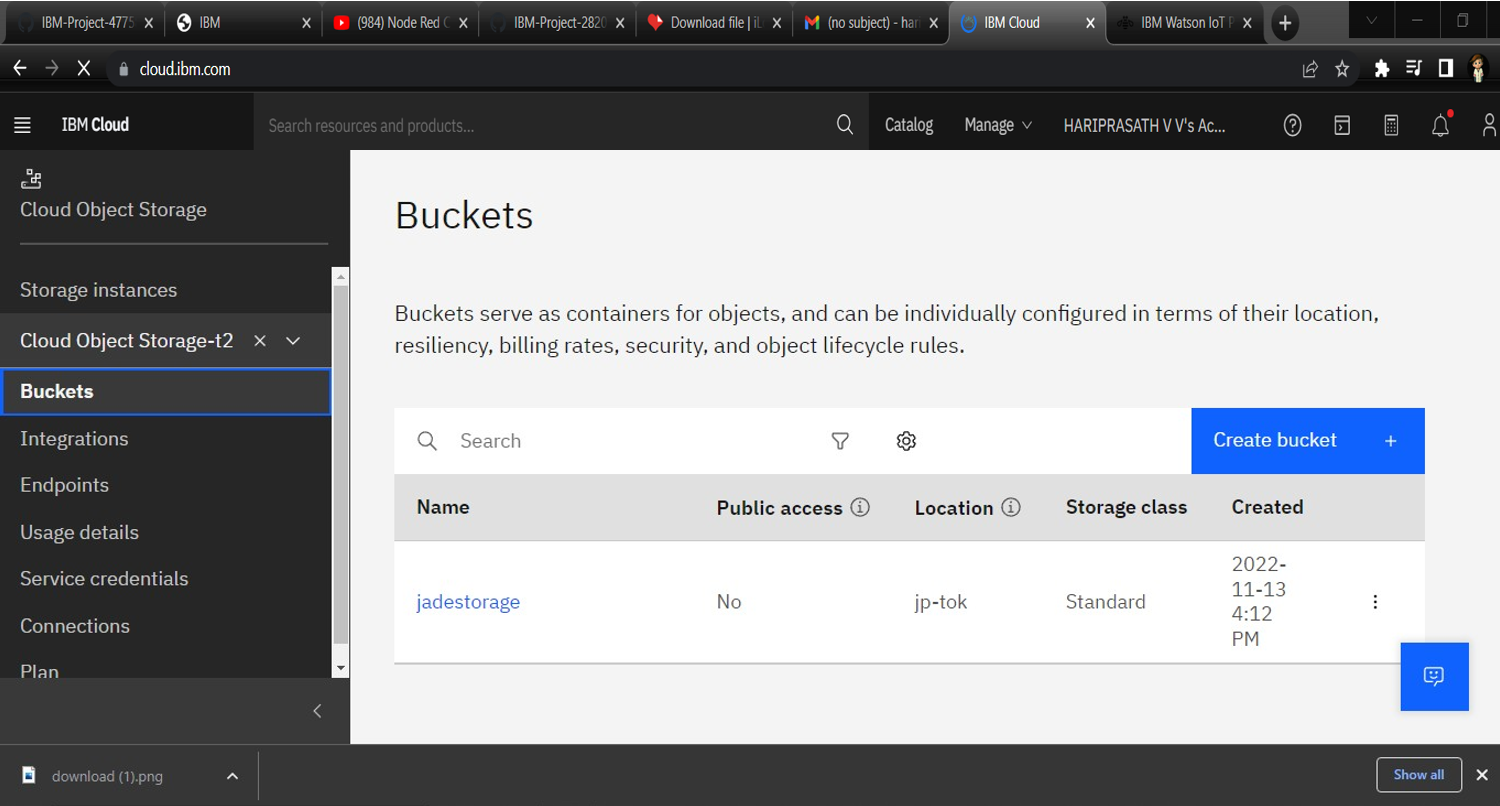 IBM-Project-4775
IBM
(984) Node Red C
IBM-Project-2820
Download file | iL
(no subject) - har
IBM Cloud
IBM Watson IoT P
cloud.ibm.com
IBM Cloud
Search resources and products...
Catalog
Manage
HARIPRASATH V V's Ac...
Cloud Object Storage
Storage instances
Cloud Object Storage-t2
Buckets
Integrations
Endpoints
Usage details
Service credentials
Connections
Plan
Buckets
Buckets serve as containers for objects, and can be individually configured in terms of their location,
resiliency, billing rates, security, and object lifecycle rules.
Search
Create bucket +
Name Public access Location Storage class Created
jadestorage No jp-tok Standard 2022-
11-13
4:12
PM
download (1).png
Show all